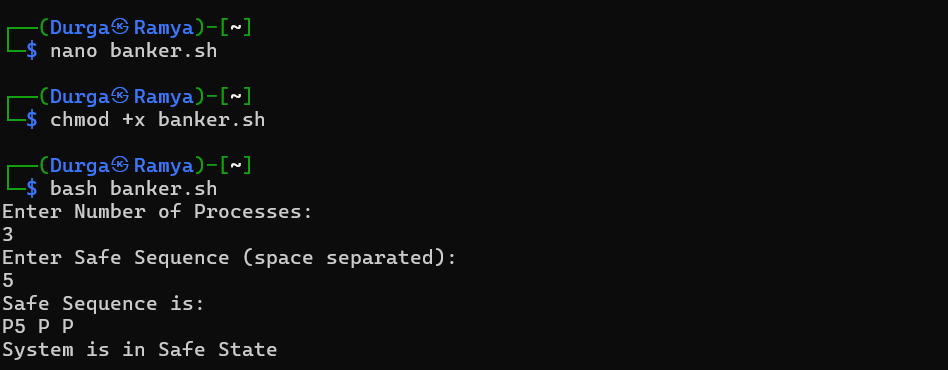 ┌──(Durga㉿Ramya)-[~]
└─$ nano banker.sh
┌──(Durga㉿Ramya)-[~]
└─$ chmod +x banker.sh
┌──(Durga㉿Ramya)-[~]
└─$ bash banker.sh
Enter Number of Processes:
3
Enter Safe Sequence (space separated):
5
Safe Sequence is:
P5 P P
System is in Safe State